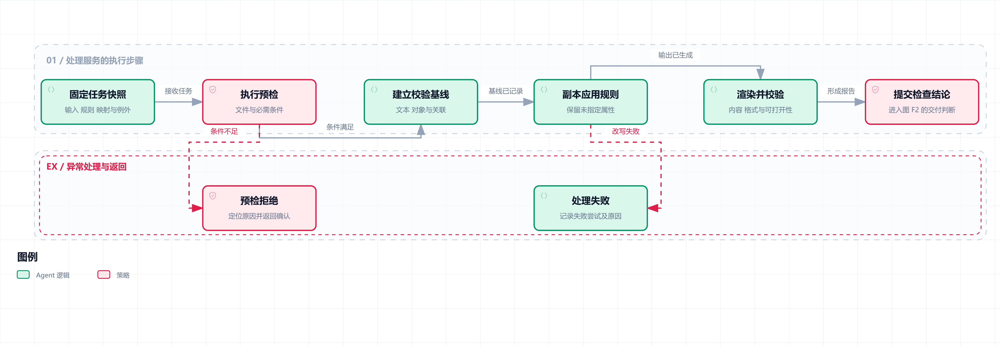 输出已生成
01 / 处理服务的执行步骤
固定任务快照
输入 规则 映射与例外
接收任务
执行预检
文件与必需条件
建立校验基线
文本 对象与关联
基线已记录
副本应用规则
保留未指定属性
渲染并校验
内容 格式与可打开性
形成报告
提交检查结论
进入图 F2 的交付判断
条件不足
条件满足
改写失败
EX / 异常处理与返回
预检拒绝
定位原因并返回确认
处理失败
记录失败尝试及原因
图例
Agent 逻辑
策略